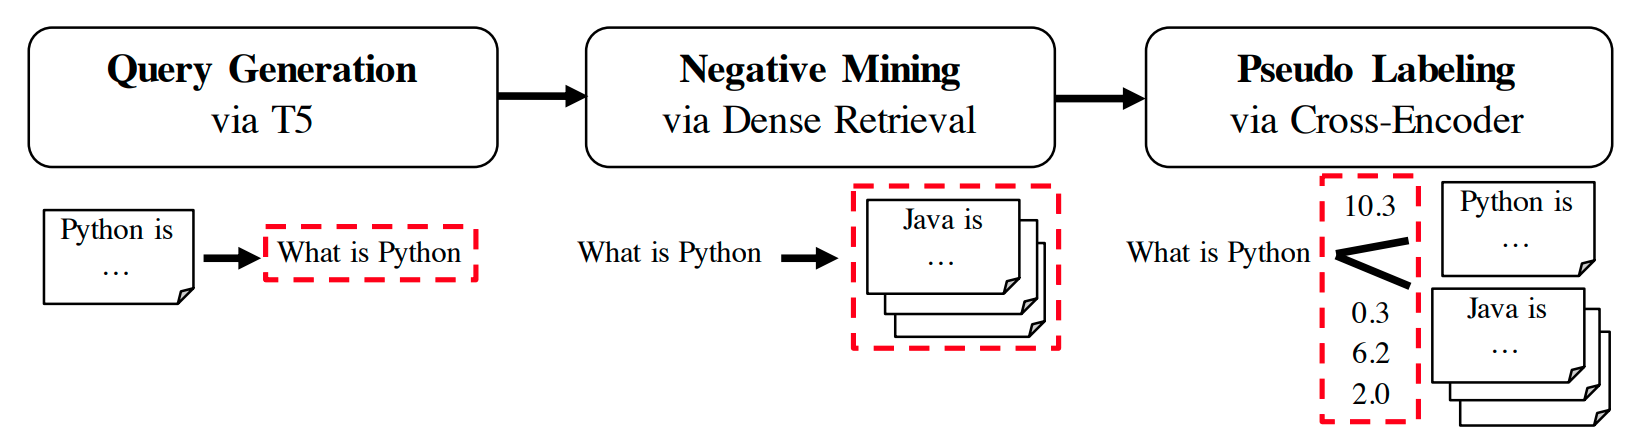 Query Generation
via T5
Negative Mining
via Dense Retrieval
Pseudo Labeling
via Cross-Encoder
Python is
...
What is Python
What is Python
Java is
...
What is Python
10.3
0.3
6.2
2.0
Python is
...
Java is
...